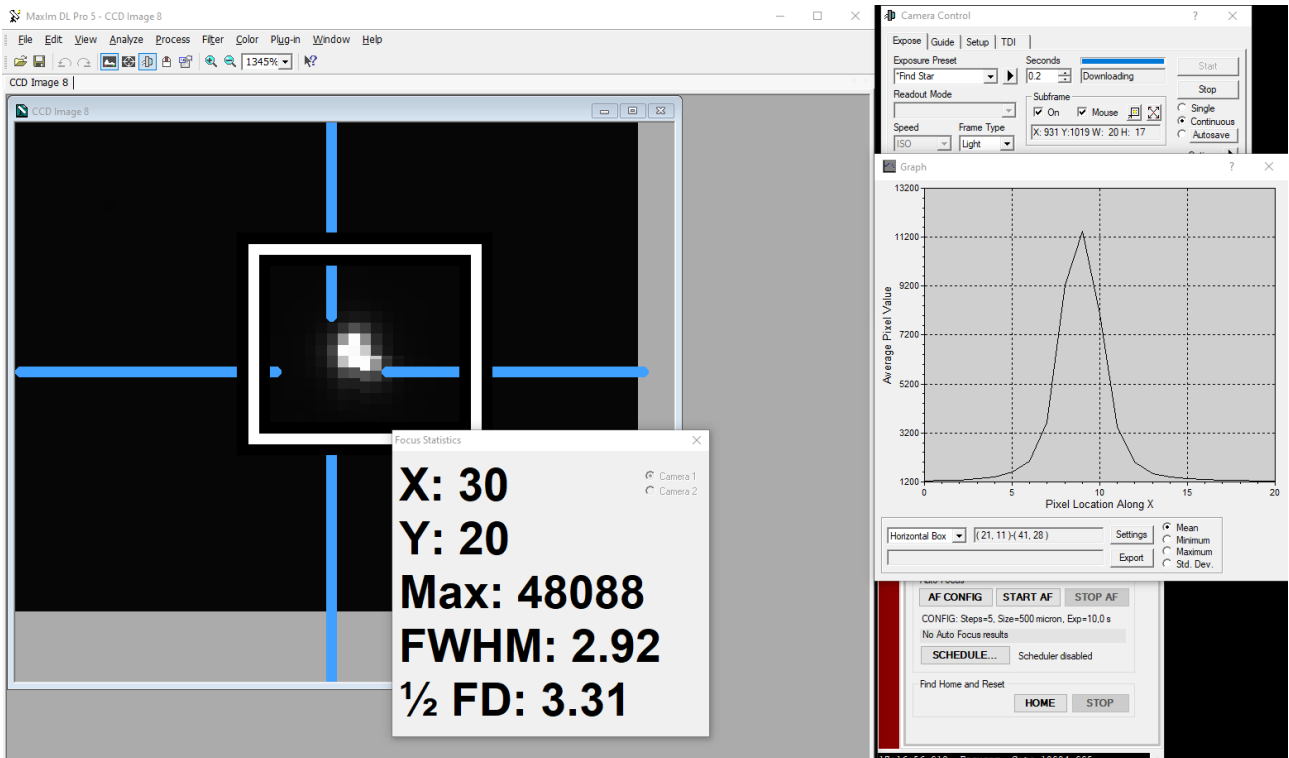 MaxIm DL Pro 5 - CCD Image 8
File Edit View Analyze Process Filter Color Plug-in Window Help
1345%
CCD Image 8
CCD Image 8
Focus Statistics
X: 30
Y: 20
Max: 48088
FWHM: 2.92
½ FD: 3.31
Camera 1
Camera 2
Camera Control
Expose Guide Setup TDI
Exposure Preset
Seconds
Start
*Find Star
0.2
Downloading
Stop
Readout Mode
Subframe
On
Mouse
Single
Continuous
Autosave
Speed
Frame Type
X: 931 Y:1019 W: 20 H: 17
ISO
Light
Graph
13200
11200
9200
7200
5200
3200
1200
Average Pixel Value
0 5 10 15 20
Pixel Location Along X
Horizontal Box
( 21, 11 )-( 41, 28 )
Settings
Export
Mean
Minimum
Maximum
Std. Dev.
AF CONFIG START AF STOP AF
CONFIG: Steps=5, Size=500 micron, Exp=10,0 s
No Auto Focus results
SCHEDULE... Scheduler disabled
Find Home and Reset
HOME STOP